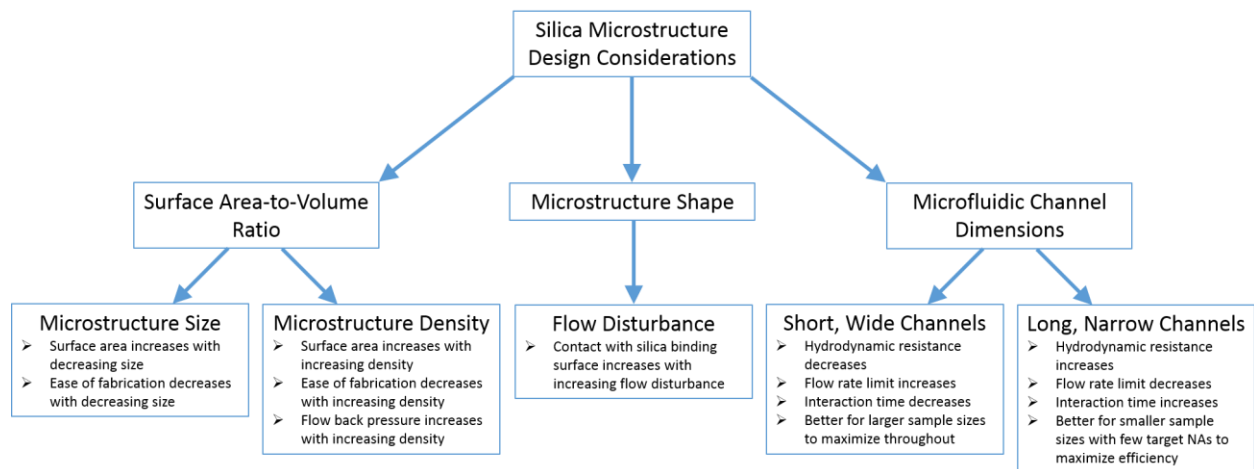 Silica Microstructure
Design Considerations
Surface Area-to-Volume
Ratio
Microstructure Shape
Microfluidic Channel
Dimensions
Microstructure Size
➢ Surface area increases with
decreasing size
➢ Ease of fabrication decreases
with decreasing size
Microstructure Density
➢ Surface area increases with
increasing density
➢ Ease of fabrication decreases
with increasing density
➢ Flow back pressure increases
with increasing density
Flow Disturbance
➢ Contact with silica binding
surface increases with
increasing flow disturbance
Short, Wide Channels
➢ Hydrodynamic resistance
decreases
➢ Flow rate limit increases
➢ Interaction time decreases
➢ Better for larger sample sizes
to maximize throughout
Long, Narrow Channels
➢ Hydrodynamic resistance
increases
➢ Flow rate limit decreases
➢ Interaction time increases
➢ Better for smaller sample
sizes with few target NAs to
maximize efficiency